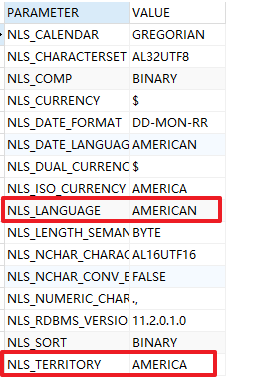 PARAMETER VALUE
NLS_CALENDAR GREGORIAN
NLS_CHARACTERSET AL32UTF8
NLS_COMP BINARY
NLS_CURRENCY $
NLS_DATE_FORMAT DD-MON-RR
NLS_DATE_LANGUAG AMERICAN
NLS_DUAL_CURRENC $
NLS_ISO_CURRENCY AMERICA
NLS_LANGUAGE AMERICAN
NLS_LENGTH_SEMAN BYTE
NLS_NCHAR_CHARAC AL16UTF16
NLS_NCHAR_CONV_E FALSE
NLS_NUMERIC_CHAR .,
NLS_RDBMS_VERSIO 11.2.0.1.0
NLS_SORT BINARY
NLS_TERRITORY AMERICA